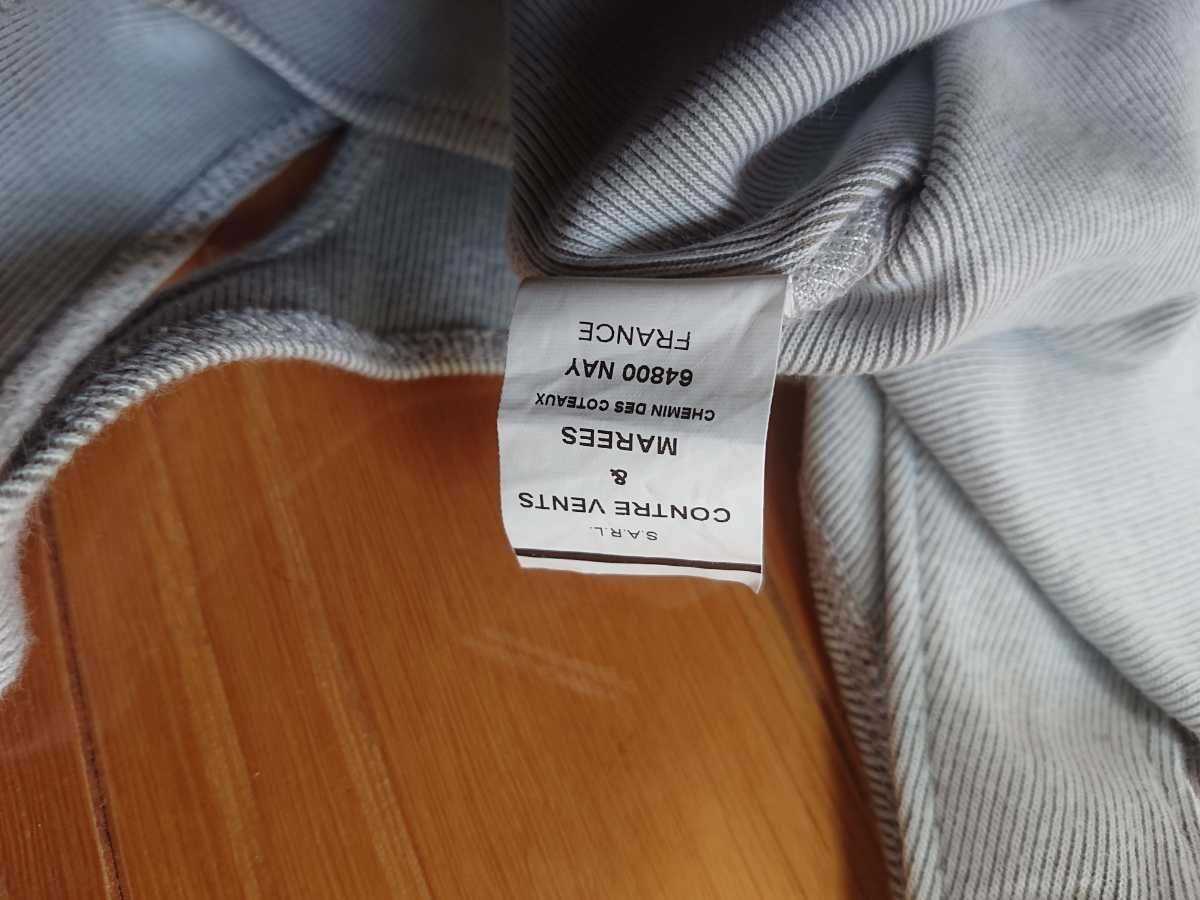 S.A.R.L.
CONTRE VENTS
&
MAREES
CHEMIN DES COTEAUX
64800 NAY
FRANCE